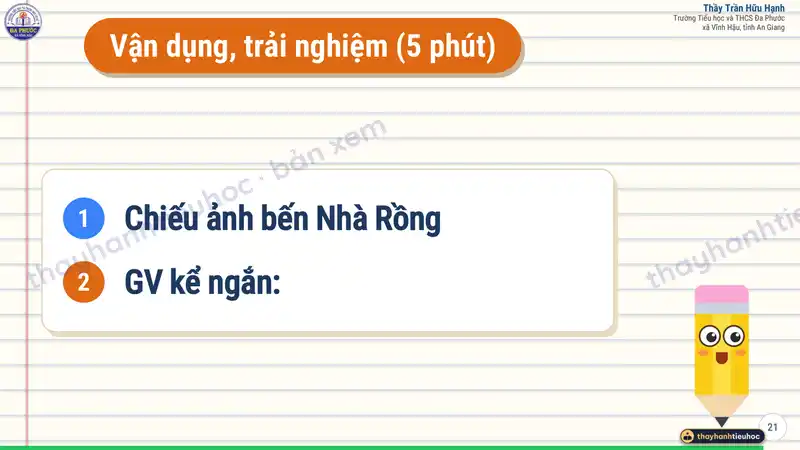 Thầy Trần Hữu Hạnh
Trường Tiểu học và THCS Đa Phước
xã Vĩnh Hậu, tỉnh An Giang
ĐA PHƯỚC
Vận dụng, trải nghiệm (5 phút)
thayhanhtieuhoc · bản xem
1 Chiếu ảnh bến Nhà Rồng
2 GV kể ngắn:
thayhanhtie
thayhanhtieuhoc
21